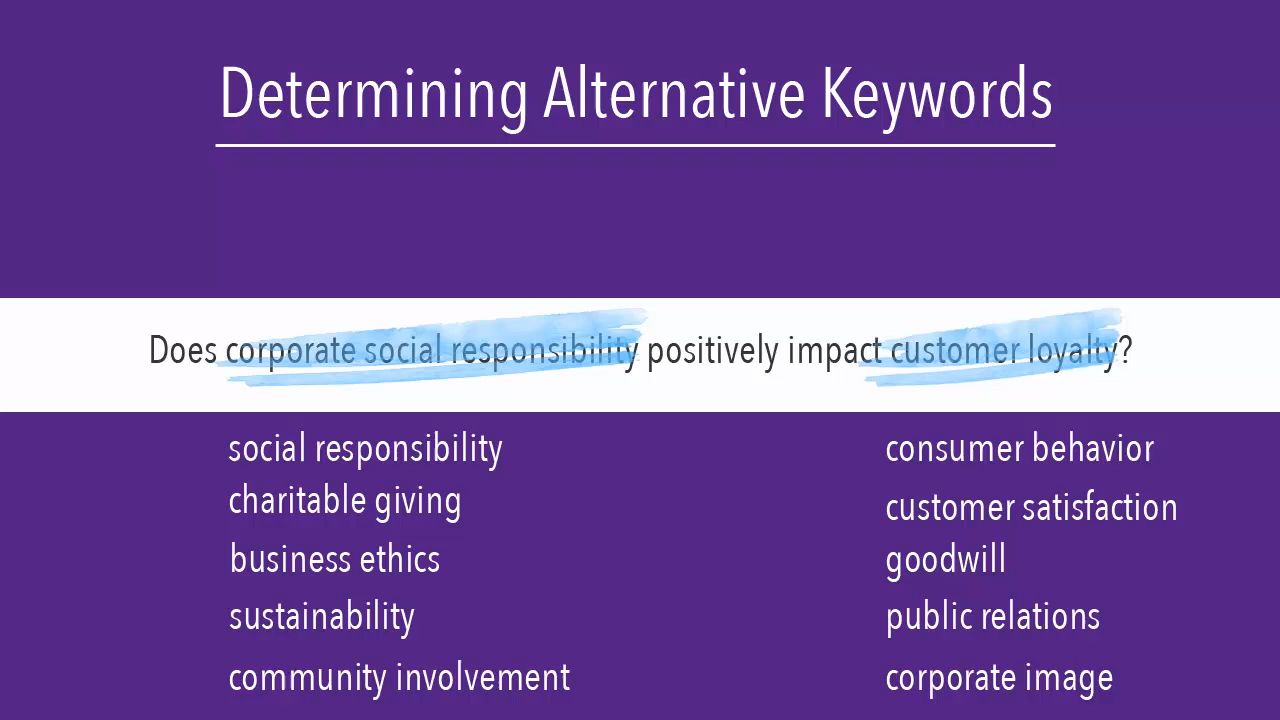 Determining Alternative Keywords
Does corporate social responsibility positively impact customer loyalty?
social responsibility
charitable giving
business ethics
sustainability
community involvement
consumer behavior
customer satisfaction
goodwill
public relations
corporate image